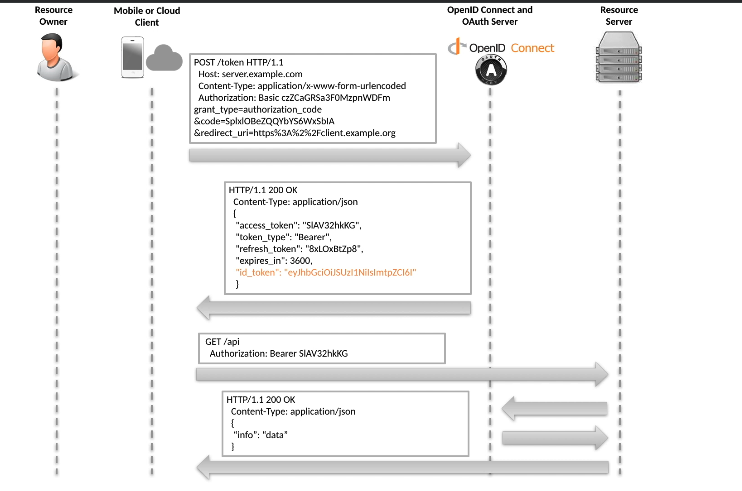 Resource
Owner
Mobile or Cloud
Client
OpenID Connect and
OAuth Server
Resource
Server
OpenID Connect
A
POST /token HTTP/1.1
Host: server.example.com
Content-Type: application/x-www-form-urlencoded
Authorization: Basic czZCaGRSa3F0MzpnWDFm
grant_type=authorization_code
&code=SplxlOBeZQQYbYS6WxSbIA
&redirect_uri=https%3A%2%2Fclient.example.org
HTTP/1.1 200 OK
Content-Type: application/json
{
"access_token": "SlAV32hkKG",
"token_type": "Bearer",
"refresh_token": "8xLOxBtZp8",
"expires_in": 3600,
"id_token": "eyJhbGciOiJSUzI1NiIsImtpZCI6I"
}
GET /api
Authorization: Bearer SlAV32hkKG
HTTP/1.1 200 OK
Content-Type: application/json
{
"info": "data"
}